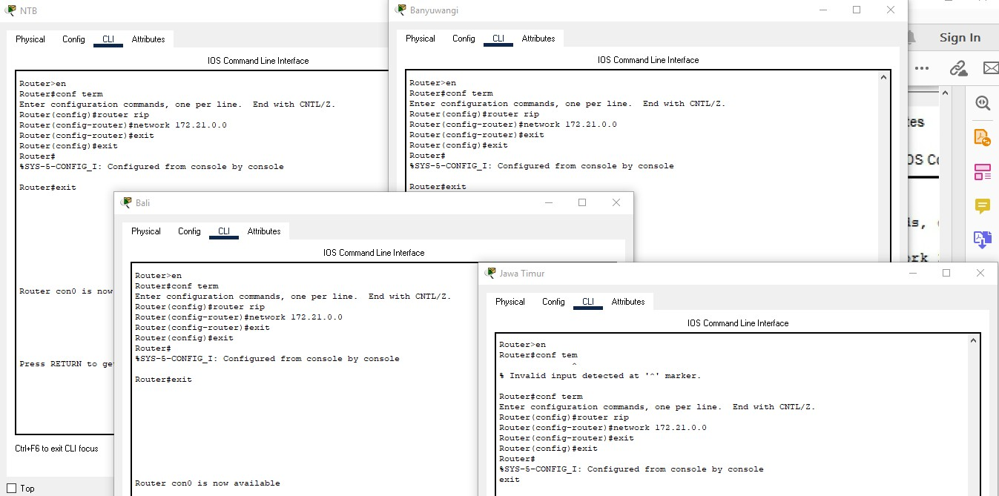 NTB
Physical Config CLI Attributes
IOS Command Line Interface
Router>en
Router#conf term
Enter configuration commands, one per line.  End with CNTL/Z.
Router(config)#router rip
Router(config-router)#network 172.21.0.0
Router(config-router)#exit
Router(config)#exit
Router#
%SYS-5-CONFIG_I: Configured from console by console
Router#exit
Router con0 is now
Press RETURN to ge
Ctrl+F6 to exit CLI focus
Top
Banyuwangi
Physical Config CLI Attributes
IOS Command Line Interface
Router>en
Router#conf term
Enter configuration commands, one per line.  End with CNTL/Z.
Router(config)#router rip
Router(config-router)#network 172.21.0.0
Router(config-router)#exit
Router(config)#exit
Router#
%SYS-5-CONFIG_I: Configured from console by console
Router#exit
Bali
Physical Config CLI Attributes
IOS Command Line Interface
Router>en
Router#conf term
Enter configuration commands, one per line.  End with CNTL/Z.
Router(config)#router rip
Router(config-router)#network 172.21.0.0
Router(config-router)#exit
Router(config)#exit
Router#
%SYS-5-CONFIG_I: Configured from console by console
Router#exit
Router con0 is now available
Jawa Timur
Physical Config CLI Attributes
IOS Command Line Interface
Router>en
Router#conf tem
^
% Invalid input detected at '^' marker.
Router#conf term
Enter configuration commands, one per line.  End with CNTL/Z.
Router(config)#router rip
Router(config-router)#network 172.21.0.0
Router(config-router)#exit
Router(config)#exit
Router#
%SYS-5-CONFIG_I: Configured from console by console
exit
Sign In